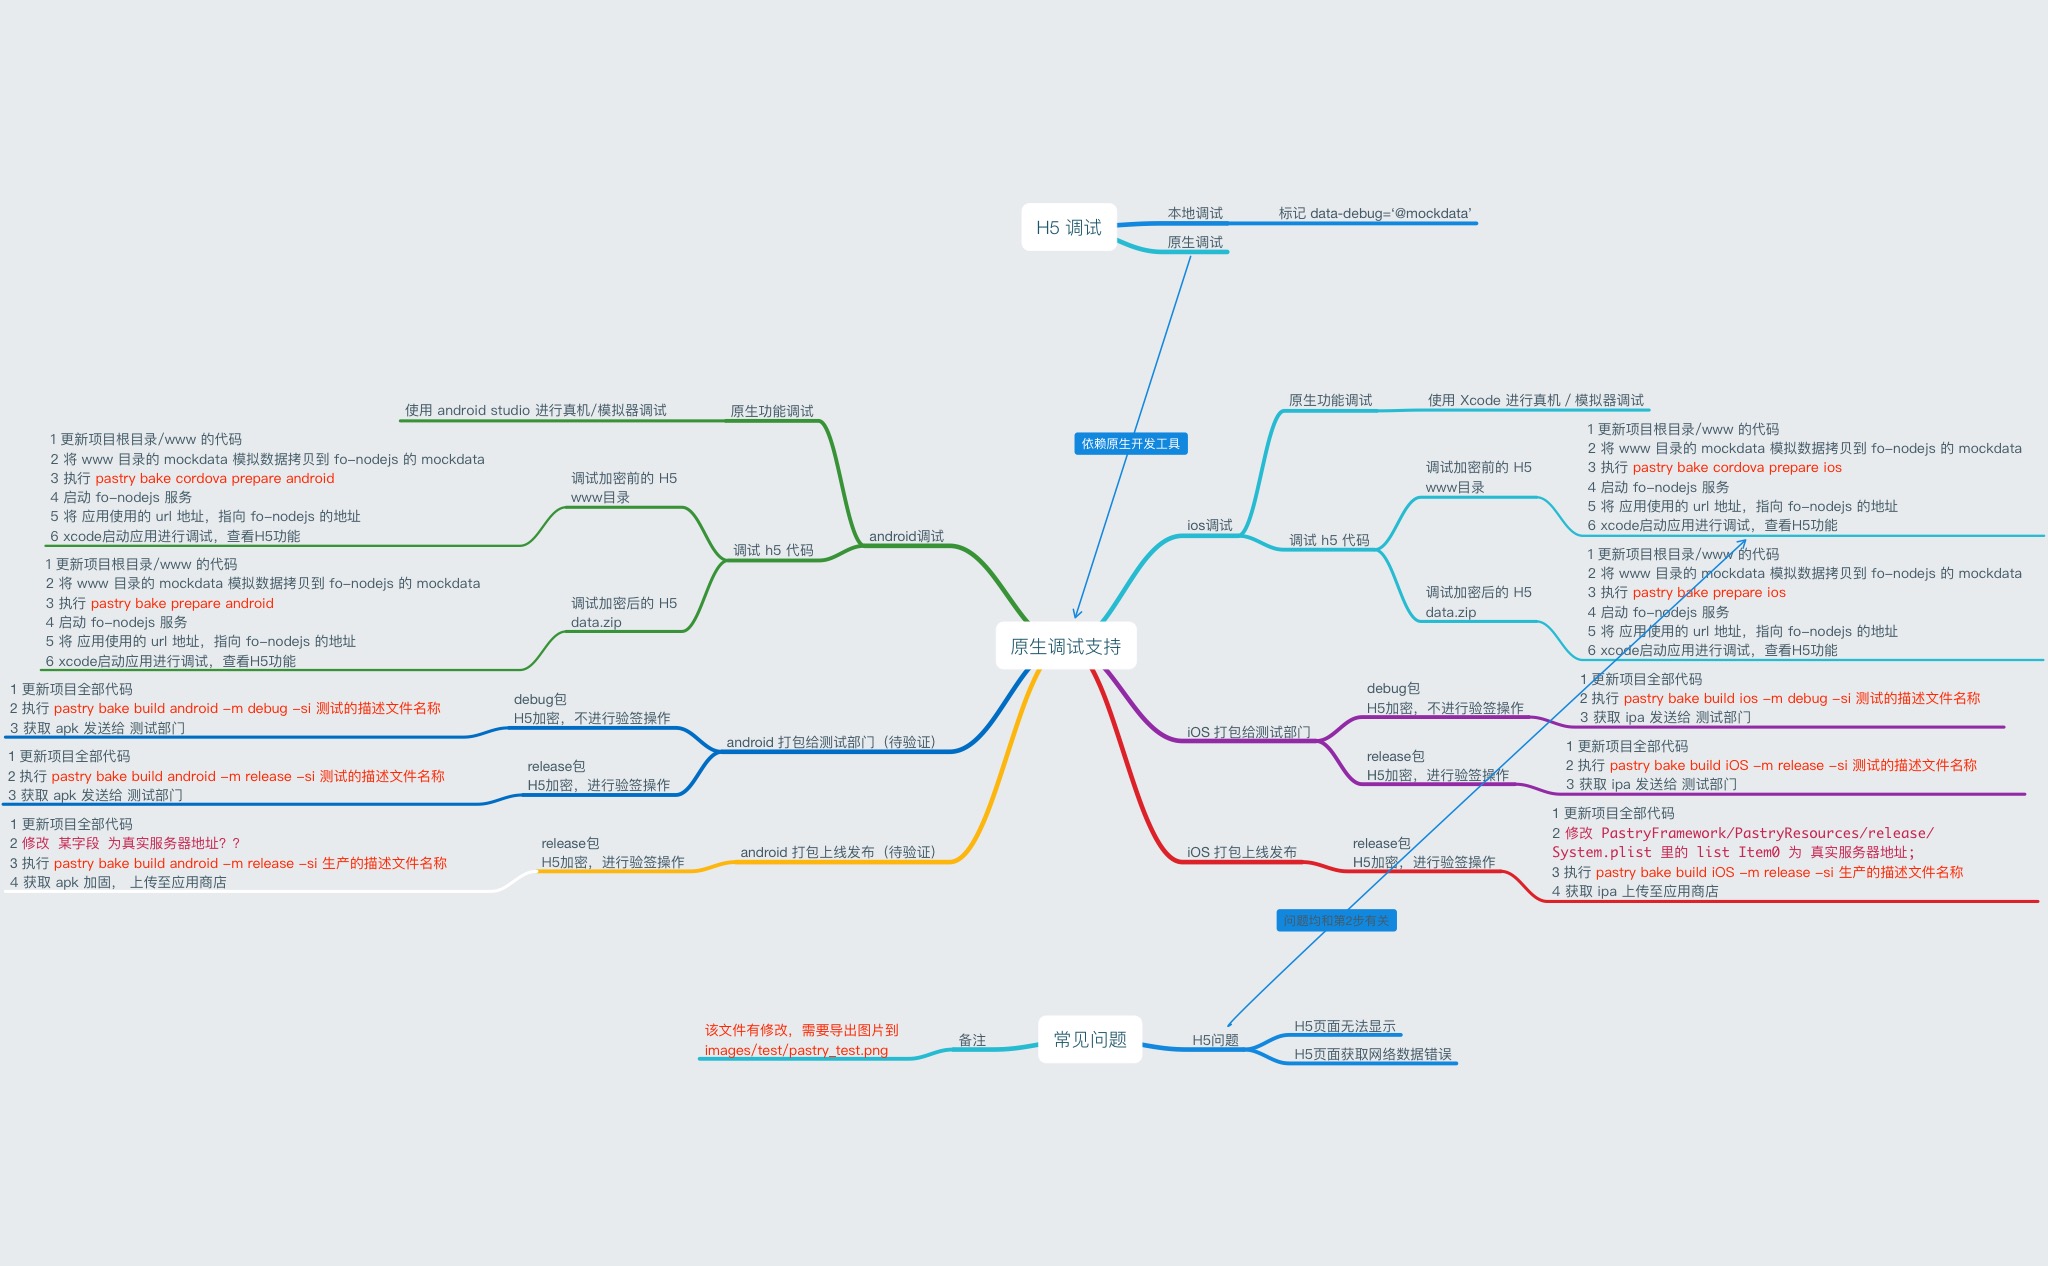 H5 调试
本地调试
标记 data-debug=‘@mockdata’
原生调试
依赖原生开发工具
原生调试支持
android调试
原生功能调试
使用 android studio 进行真机/模拟器调试
调试 h5 代码
调试加密前的 H5
www目录
1 更新项目根目录/www 的代码
2 将 www 目录的 mockdata 模拟数据拷贝到 fo-nodejs 的 mockdata
3 执行 pastry bake cordova prepare android
4 启动 fo-nodejs 服务
5 将 应用使用的 url 地址，指向 fo-nodejs 的地址
6 xcode启动应用进行调试，查看H5功能
调试加密后的 H5
data.zip
1 更新项目根目录/www 的代码
2 将 www 目录的 mockdata 模拟数据拷贝到 fo-nodejs 的 mockdata
3 执行 pastry bake prepare android
4 启动 fo-nodejs 服务
5 将 应用使用的 url 地址，指向 fo-nodejs 的地址
6 xcode启动应用进行调试，查看H5功能
android 打包给测试部门（待验证）
debug包
H5加密，不进行验签操作
1 更新项目全部代码
2 执行 pastry bake build android -m debug -si 测试的描述文件名称
3 获取 apk 发送给 测试部门
release包
H5加密，进行验签操作
1 更新项目全部代码
2 执行 pastry bake build android -m release -si 测试的描述文件名称
3 获取 apk 发送给 测试部门
android 打包上线发布（待验证）
release包
H5加密，进行验签操作
1 更新项目全部代码
2 修改 某字段 为真实服务器地址？？
3 执行 pastry bake build android -m release -si 生产的描述文件名称
4 获取 apk 加固， 上传至应用商店
ios调试
原生功能调试
使用 Xcode 进行真机 / 模拟器调试
调试 h5 代码
调试加密前的 H5
www目录
1 更新项目根目录/www 的代码
2 将 www 目录的 mockdata 模拟数据拷贝到 fo-nodejs 的 mockdata
3 执行 pastry bake cordova prepare ios
4 启动 fo-nodejs 服务
5 将 应用使用的 url 地址，指向 fo-nodejs 的地址
6 xcode启动应用进行调试，查看H5功能
调试加密后的 H5
data.zip
1 更新项目根目录/www 的代码
2 将 www 目录的 mockdata 模拟数据拷贝到 fo-nodejs 的 mockdata
3 执行 pastry bake prepare ios
4 启动 fo-nodejs 服务
5 将 应用使用的 url 地址，指向 fo-nodejs 的地址
6 xcode启动应用进行调试，查看H5功能
iOS 打包给测试部门
debug包
H5加密，不进行验签操作
1 更新项目全部代码
2 执行 pastry bake build ios -m debug -si 测试的描述文件名称
3 获取 ipa 发送给 测试部门
release包
H5加密，进行验签操作
1 更新项目全部代码
2 执行 pastry bake build iOS -m release -si 测试的描述文件名称
3 获取 ipa 发送给 测试部门
iOS 打包上线发布
release包
H5加密，进行验签操作
1 更新项目全部代码
2 修改 PastryFramework/PastryResources/release/
System.plist 里的 list Item0 为 真实服务器地址;
3 执行 pastry bake build iOS -m release -si 生产的描述文件名称
4 获取 ipa 上传至应用商店
问题均和第2步有关
常见问题
备注
该文件有修改，需要导出图片到
images/test/pastry_test.png
H5问题
H5页面无法显示
H5页面获取网络数据错误